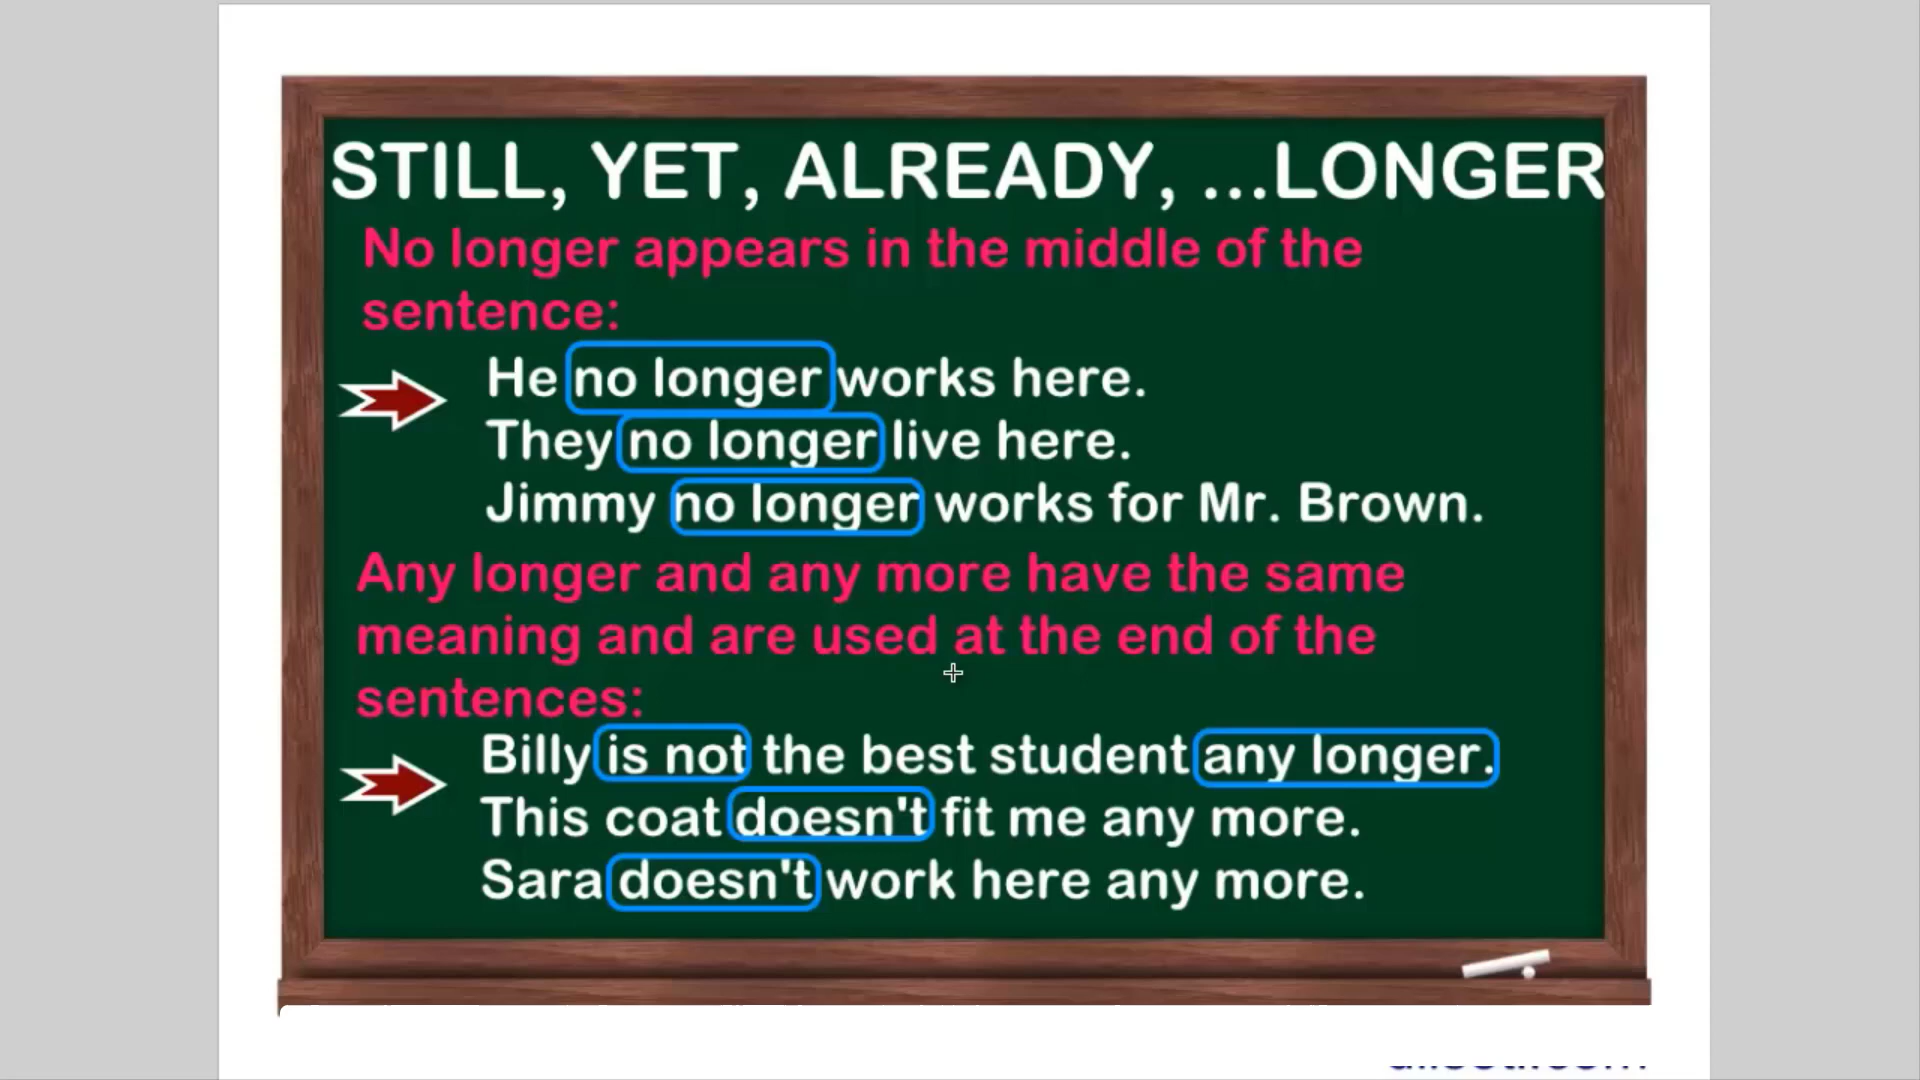 STILL, YET, ALREADY, ...LONGER
No longer appears in the middle of the
sentence:
He no longer works here.
They no longer live here.
Jimmy no longer works for Mr. Brown.
Any longer and any more have the same
meaning and are used at the end of the
sentences:
Billy is not the best student any longer.
This coat doesn't fit me any more.
Sara doesn't work here any more.